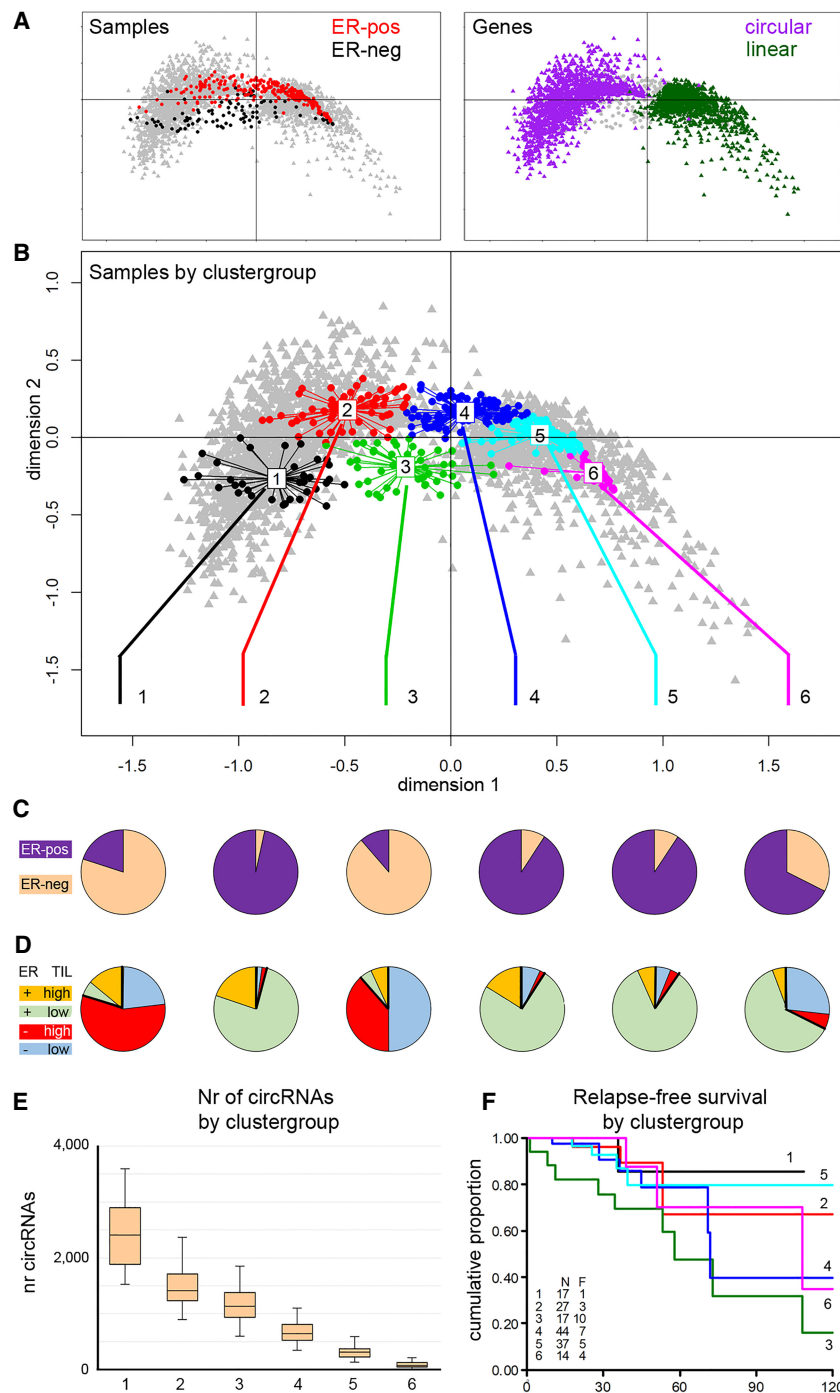 A
Samples
ER-pos
ER-neg
Genes
circular
linear
B
Samples by clustergroup
dimension 2
1.0
0.5
0.0
-0.5
-1.0
-1.5
1
2
3
4
5
6
1
2
3
4
5
6
-1.5
-1.0
-0.5
0.0
0.5
1.0
1.5
dimension 1
C
ER-pos
ER-neg
D
ER TIL
+ high
+ low
- high
- low
E
Nr of circRNAs
by clustergroup
nr circRNAs
4,000
2,000
0
1 2 3 4 5 6
F
Relapse-free survival
by clustergroup
cumulative proportion
1.00
0.80
0.60
0.40
0.20
0.00
1
5
2
4
6
3
N F
1 17 1
2 27 3
3 17 10
4 44 7
5 37 5
6 14 4
0 30 60 90 120